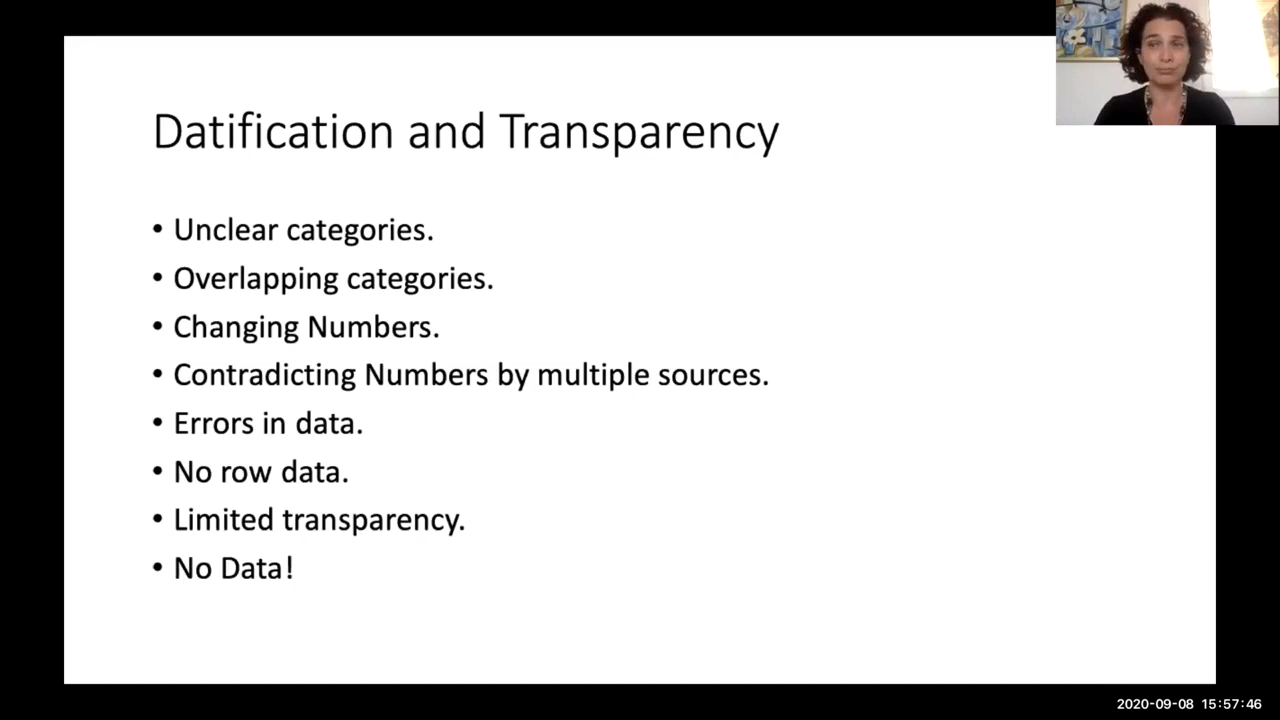 Datification and Transparency
• Unclear categories.
• Overlapping categories.
• Changing Numbers.
• Contradicting Numbers by multiple sources.
• Errors in data.
• No row data.
• Limited transparency.
• No Data!
2020-09-08 15:57:46